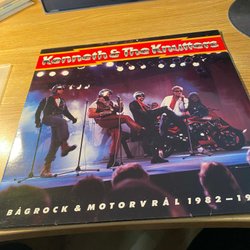 Kenneth & The Knutters
BÅGROCK & MOTORVRÅL 1982-19